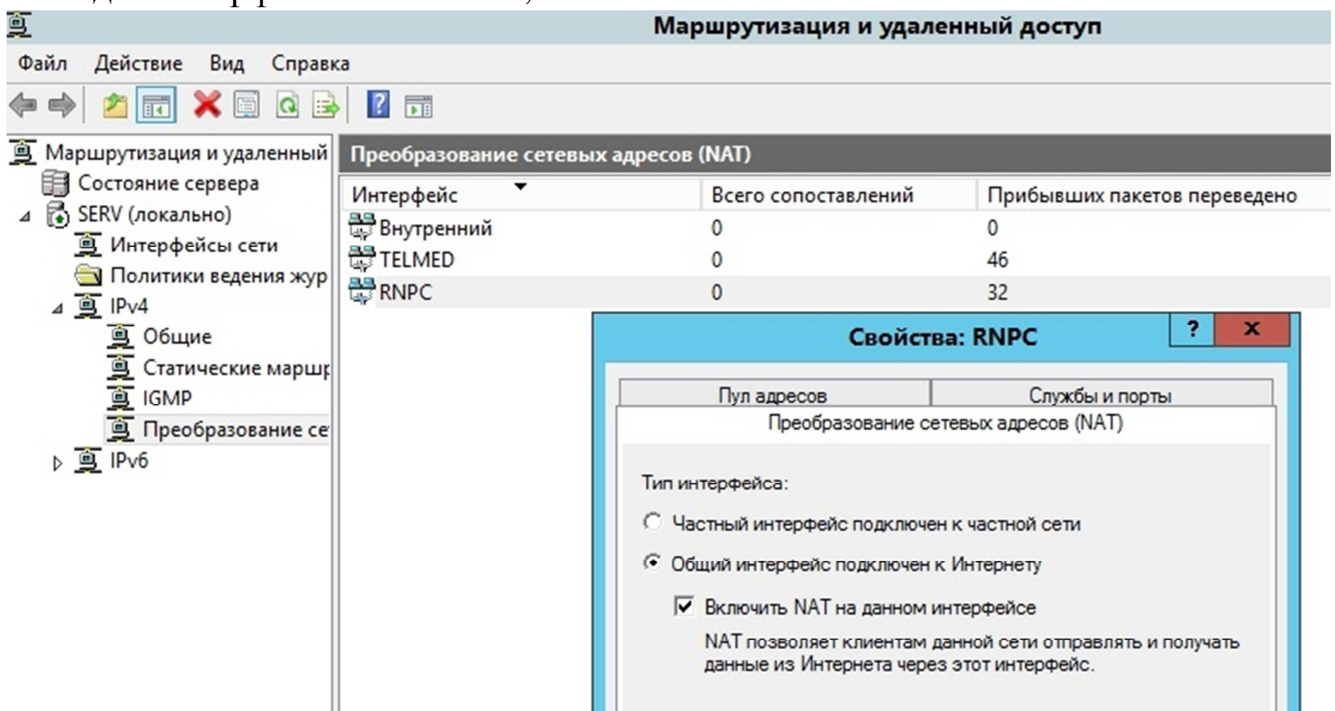 Маршрутизация и удаленный доступ
Файл Действие Вид Справка
Маршрутизация и удаленный
Состояние сервера
SERV (локально)
Интерфейсы сети
Политики ведения жур
IPv4
Общие
Статические маршр
IGMP
Преобразование се
IPv6
Преобразование сетевых адресов (NAT)
Интерфейс Всего сопоставлений Прибывших пакетов переведено
Внутренний 0 0
TELMED 0 46
RNPC 0 32
Свойства: RNPC ? x
Пул адресов Службы и порты
Преобразование сетевых адресов (NAT)
Тип интерфейса:
Частный интерфейс подключен к частной сети
Общий интерфейс подключен к Интернету
Включить NAT на данном интерфейсе
NAT позволяет клиентам данной сети отправлять и получать
данные из Интернета через этот интерфейс.